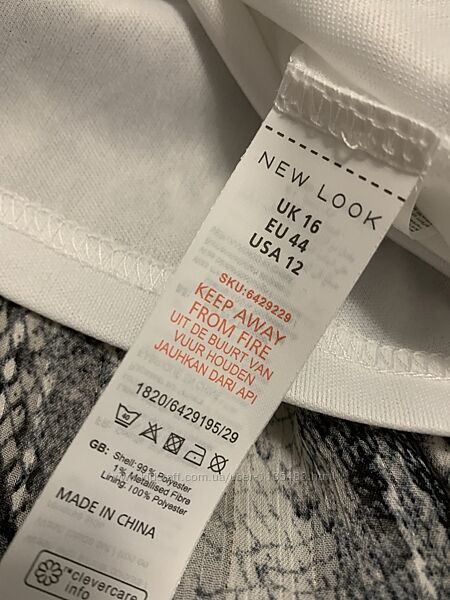 NEW LOOK
UK 16
EU 44
USA 12
SKU:6429229
KEEP AWAY
FROM FIRE
UIT DE BUURT VAN
VUUR HOUDEN
JAUHKAN DARI API
1820/6429195/29
GB: Shell: 99% Polyester
1% Metallised Fibre
Lining: 100% Polyester
MADE IN CHINA
clevercare
info